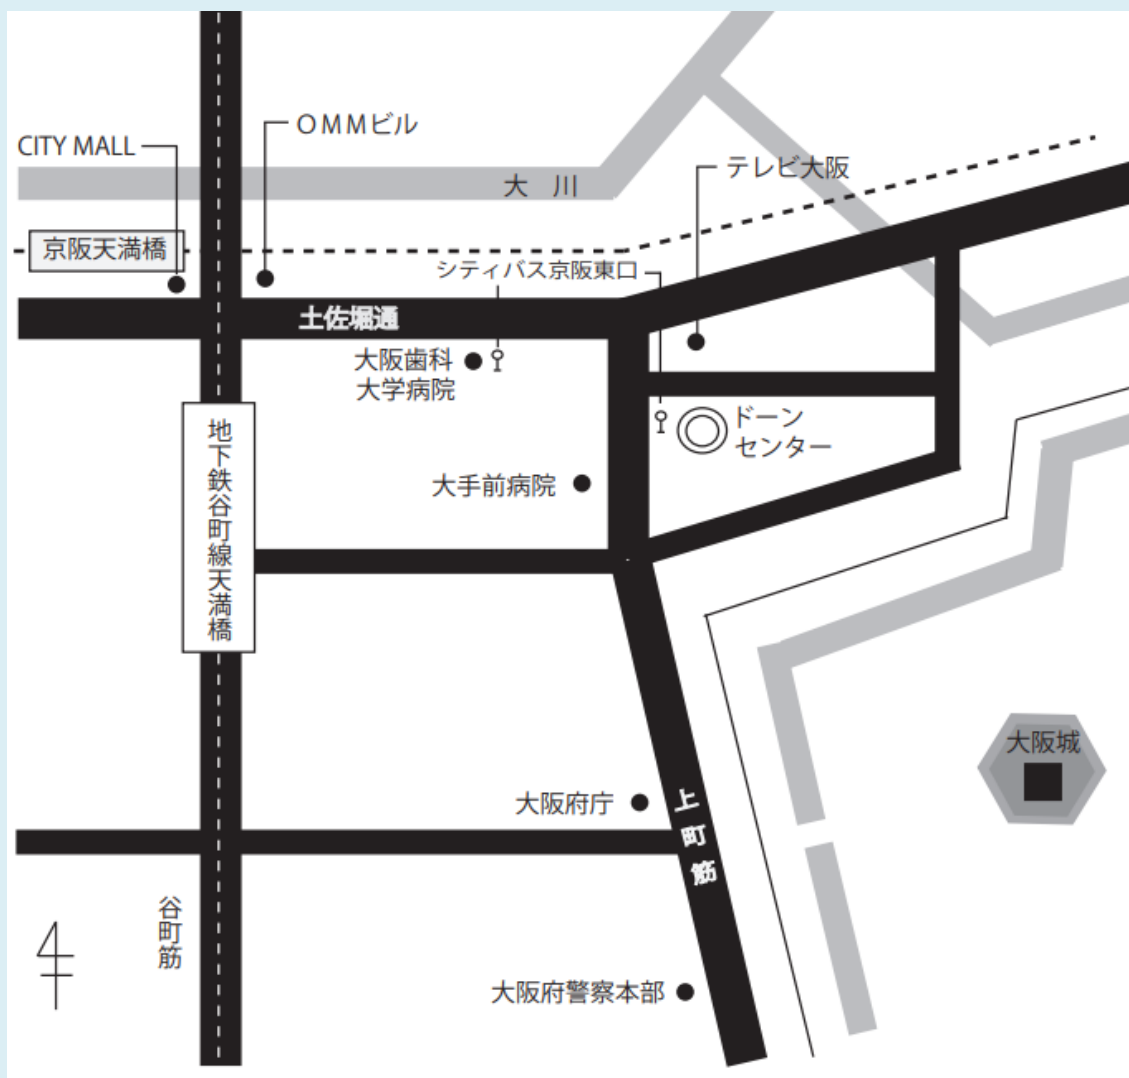 OMMビル
CITY MALL
テレビ大阪
大 川
京阪天満橋
シティバス京阪東口
土佐堀通
大阪歯科
大学病院
ドーン
センター
地下鉄谷町線天満橋
大手前病院
大阪城
大阪府庁
上町筋
谷町筋
大阪府警察本部